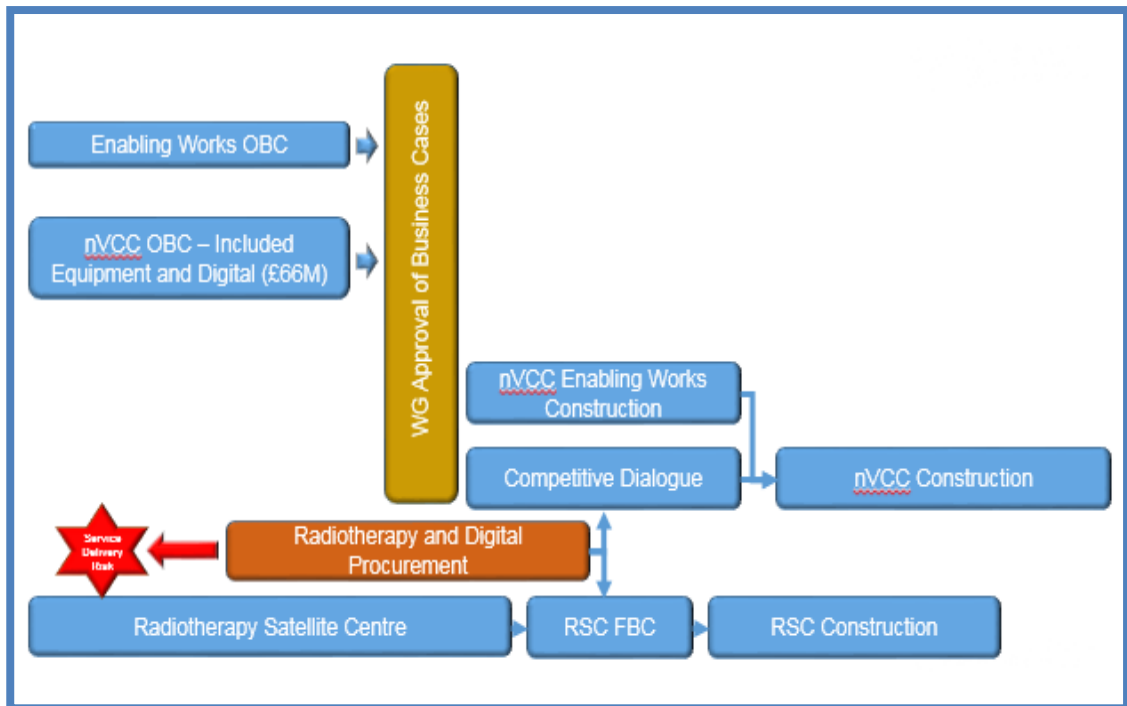 Enabling Works OBC
nVCC OBC – Included
Equipment and Digital (£66M)
WG Approval of Business Cases
nVCC Enabling Works
Construction
Competitive Dialogue
nVCC Construction
Service
Delivery
Risk
Radiotherapy and Digital
Procurement
Radiotherapy Satellite Centre
RSC FBC
RSC Construction